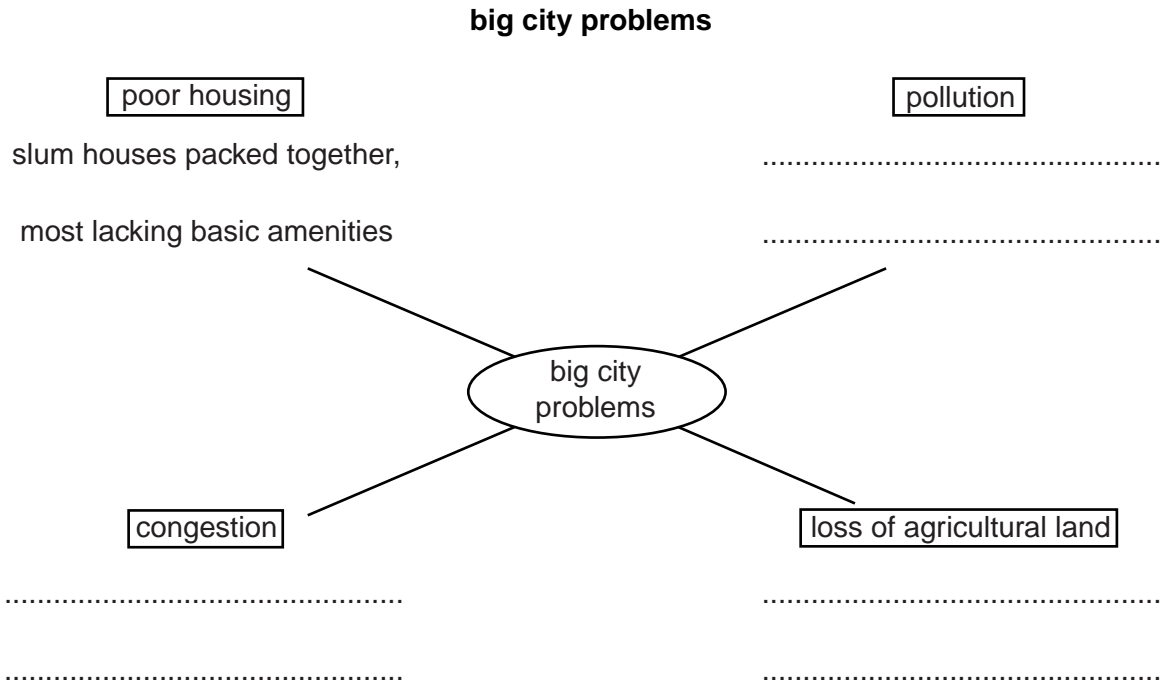 big city problems
poor housing
slum houses packed together,
most lacking basic amenities
pollution
................................................
................................................
big city
problems
congestion
................................................
................................................
loss of agricultural land
................................................
................................................